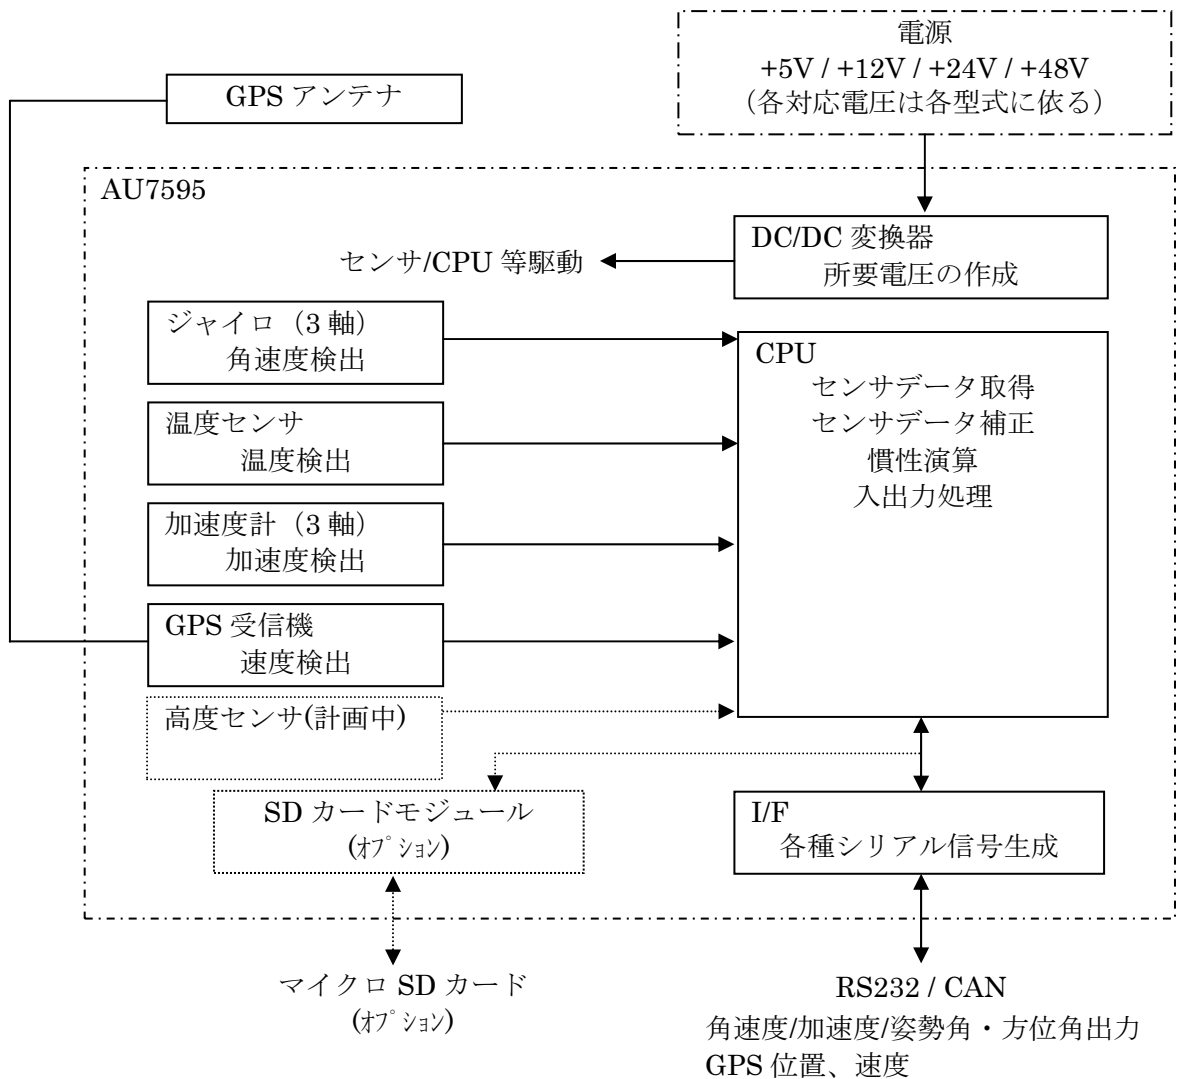 電源
+5V / +12V / +24V / +48V
（各対応電圧は各型式に依る）
GPS アンテナ
AU7595
DC/DC 変換器
所要電圧の作成
センサ/CPU 等駆動
ジャイロ（3 軸）
角速度検出
CPU
センサデータ取得
センサデータ補正
慣性演算
入出力処理
温度センサ
温度検出
加速度計（3 軸）
加速度検出
GPS 受信機
速度検出
高度センサ(計画中)
SD カードモジュール
(ｵﾌﾟｼｮﾝ)
I/F
各種シリアル信号生成
マイクロ SD カード
(ｵﾌﾟｼｮﾝ)
RS232 / CAN
角速度/加速度/姿勢角・方位角出力
GPS 位置、速度